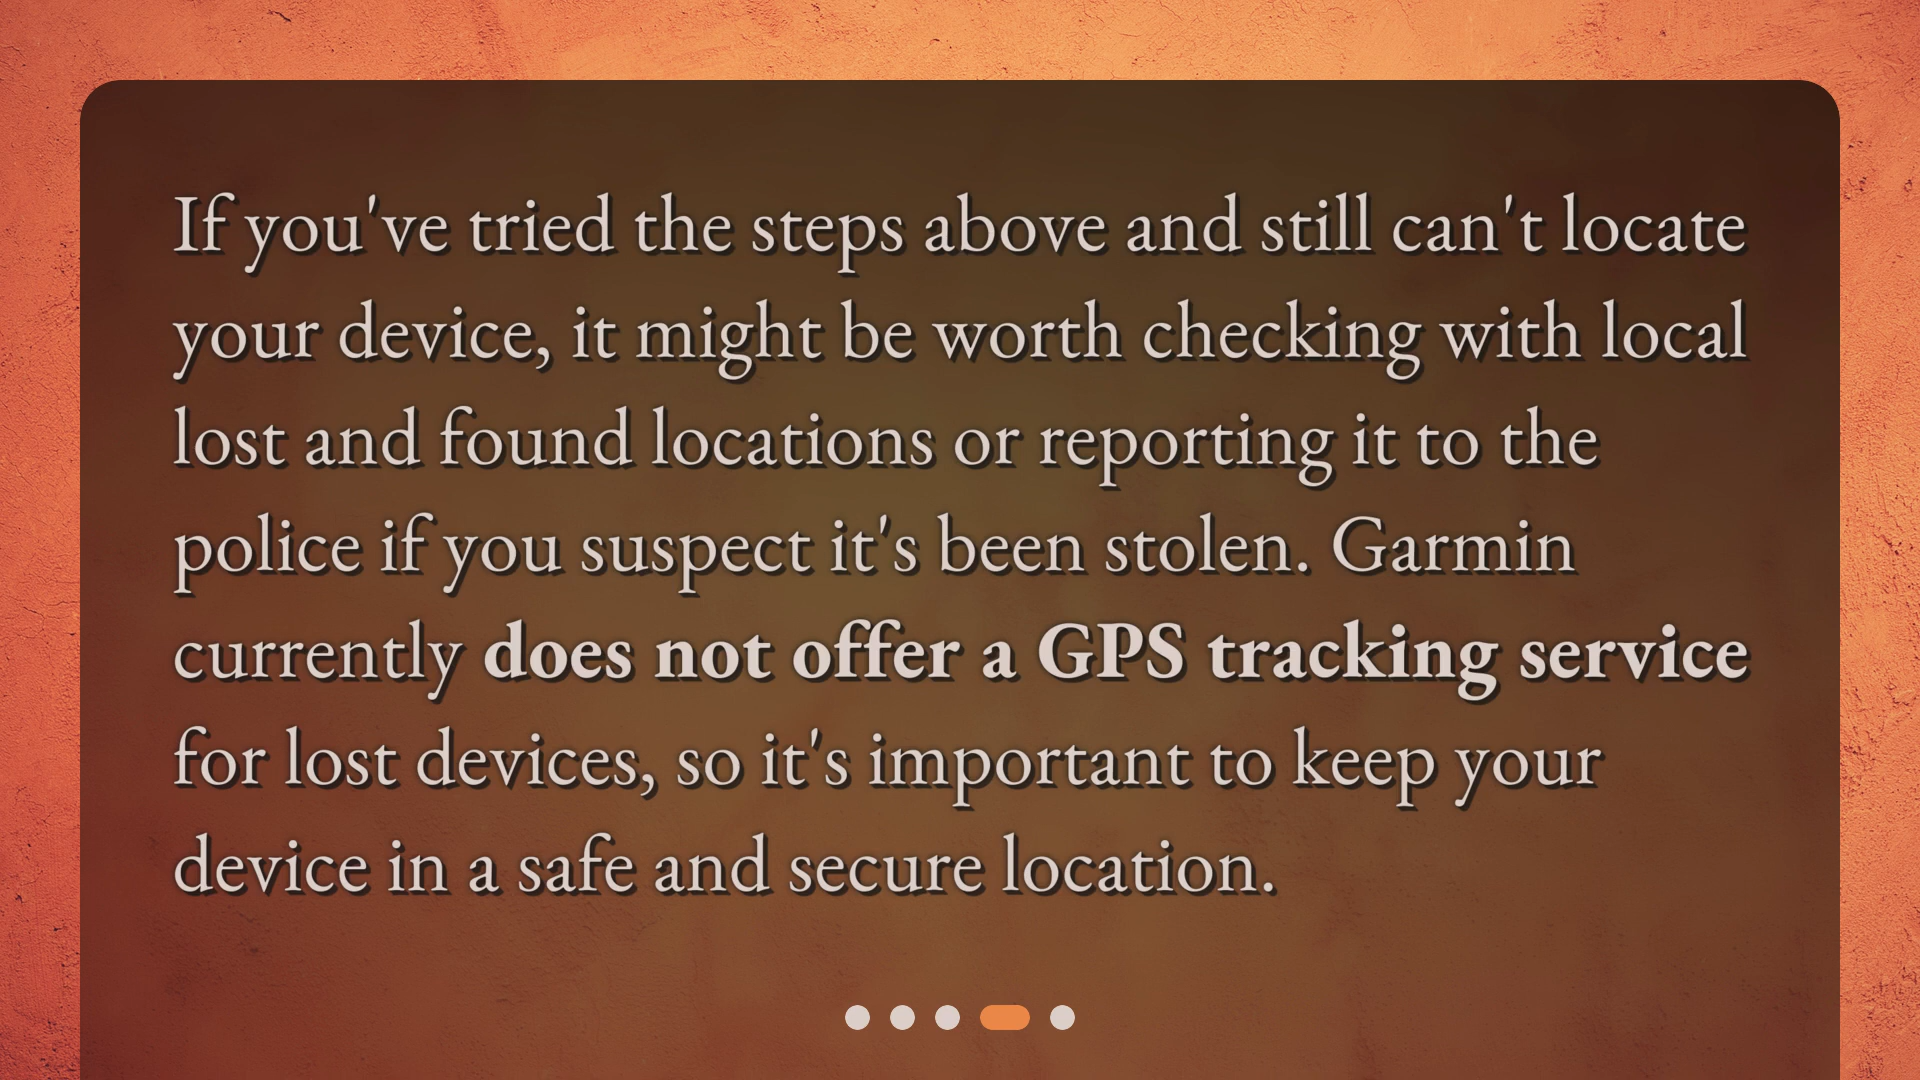 If you've tried the steps above and still can't locate
your device, it might be worth checking with local
lost and found locations or reporting it to the
police if you suspect it's been stolen. Garmin
currently does not offer a GPS tracking service
for lost devices, so it's important to keep your
device in a safe and secure location.